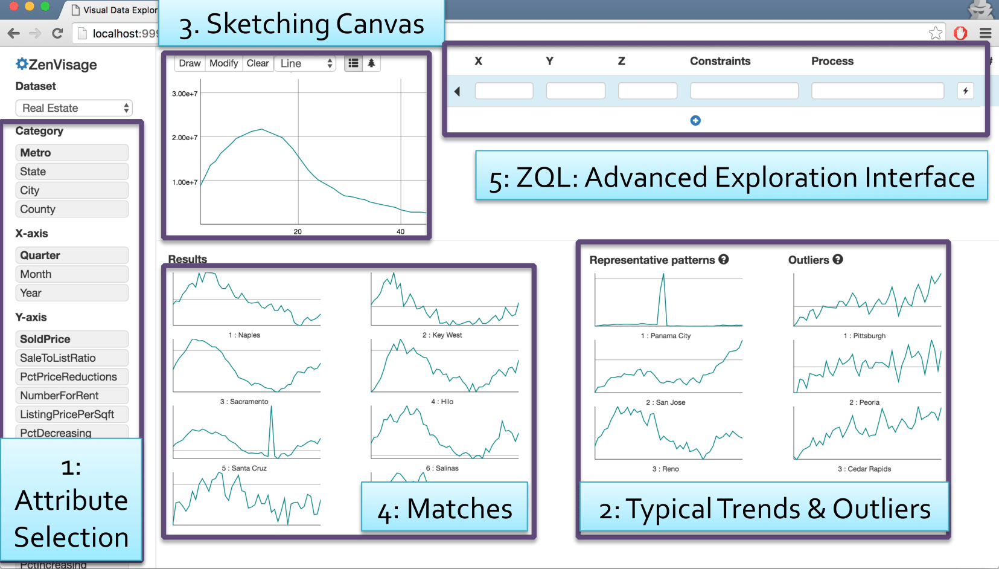 Visual Data Explor
localhost:999
3. Sketching Canvas
ZenVisage
Dataset
Real Estate
Category
Metro
State
City
County
X-axis
Quarter
Month
Year
Y-axis
SoldPrice
SaleToListRatio
PctPriceReductions
NumberForRent
ListingPricePerSqft
PctDecreasing
1:
Attribute
Selection
PctIncreasing
Draw Modify Clear Line
3.00e+7
2.00e+7
1.00e+7
20 40
X Y Z Constraints Process #
5: ZQL: Advanced Exploration Interface
Results
1 : Naples
2 : Key West
3 : Sacramento
4 : Hilo
5 : Santa Cruz
6 : Salinas
4: Matches
Representative patterns ?
Outliers ?
1 : Panama City
1 : Pittsburgh
2 : San Jose
2 : Peoria
3 : Reno
3 : Cedar Rapids
2: Typical Trends & Outliers